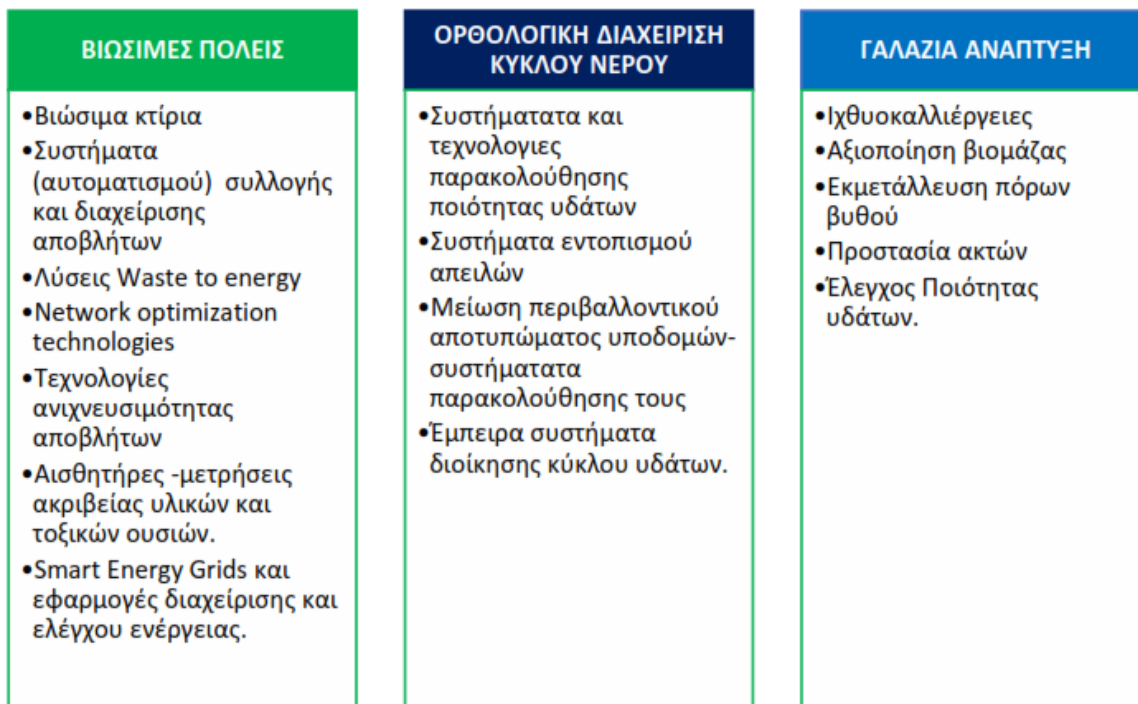 ΒΙΩΣΙΜΕΣ ΠΟΛΕΙΣ
•Βιώσιμα κτίρια
•Συστήματα
(αυτοματισμού) συλλογής
και διαχείρισης
αποβλήτων
•Λύσεις Waste to energy
•Network optimization
technologies
•Τεχνολογίες
ανιχνευσιμότητας
αποβλήτων
•Αισθητήρες -μετρήσεις
ακριβείας υλικών και
τοξικών ουσιών.
•Smart Energy Grids και
εφαρμογές διαχείρισης και
ελέγχου ενέργειας.
ΟΡΘΟΛΟΓΙΚΗ ΔΙΑΧΕΙΡΙΣΗ
ΚΥΚΛΟΥ ΝΕΡΟΥ
•Συστήματατα και
τεχνολογιες
παρακολούθησης
ποιότητας υδάτων
•Συστήματα εντοπισμού
απειλών
•Μείωση περιβαλλοντικού
αποτυπώματος υποδομών-
συστήματατα
παρακολούθησης τους
•Έμπειρα συστήματα
διοίκησης κύκλου υδάτων.
ΓΑΛΑΖΙΑ ΑΝΑΠΤΥΞΗ
•Ιχθυοκαλλιέργειες
•Αξιοποίηση βιομάζας
•Εκμετάλλευση πόρων
βυθού
•Προστασία ακτών
•Έλεγχος Ποιότητας
υδάτων.